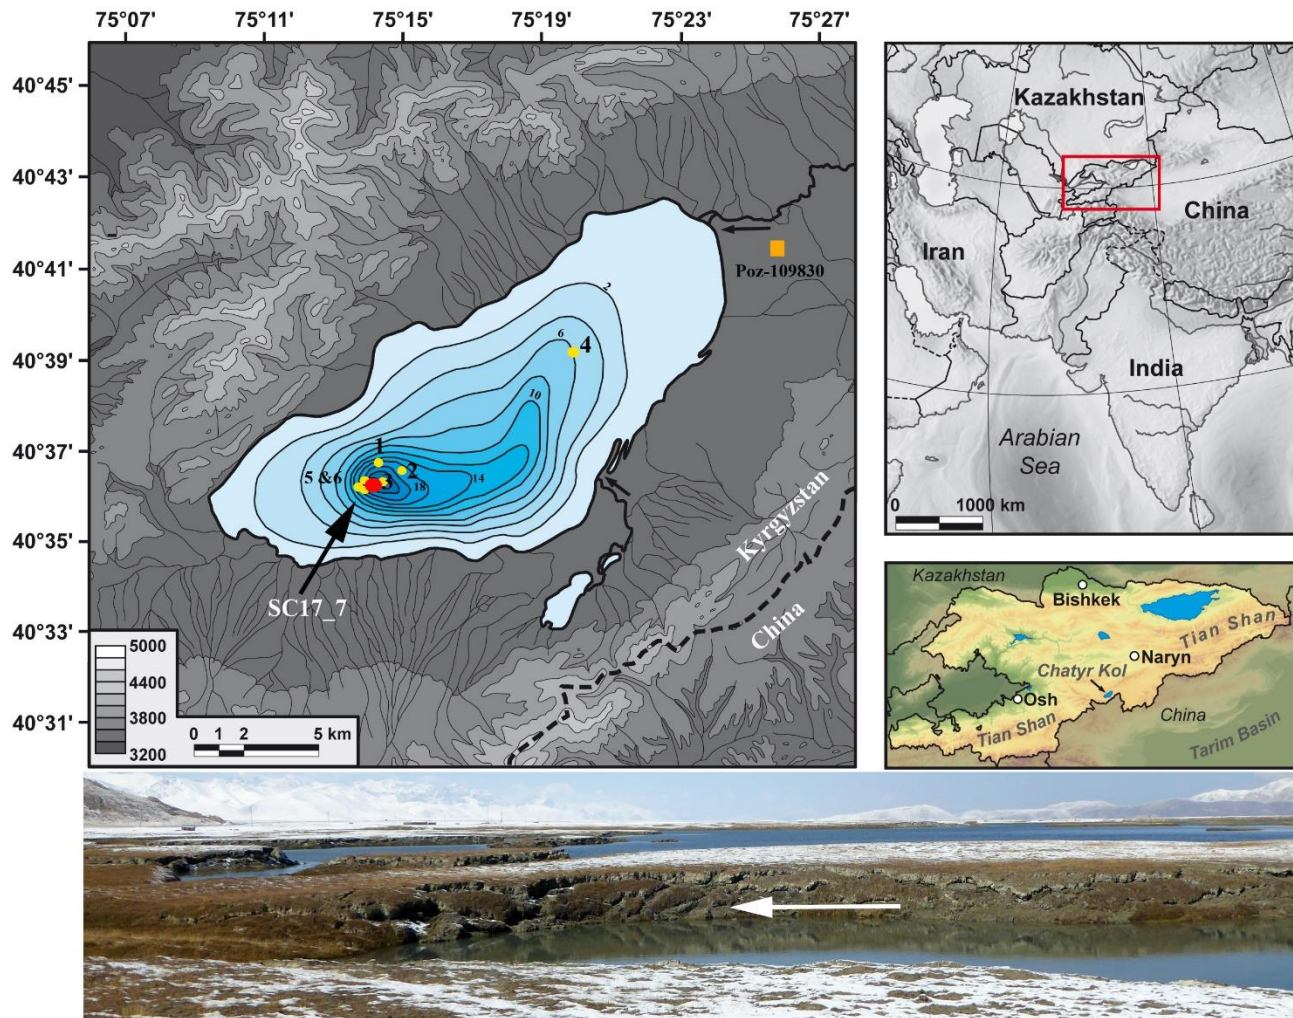 75°07' 75°11' 75°15' 75°19' 75°23' 75°27'
40°45'
40°43'
40°41'
40°39'
40°37'
40°35'
40°33'
40°31'
Poz-109830
2
6
4
10
1
2
5 &6
3
18
14
SC17_7
Kyrgyzstan
China
5000
4400
3800
3200
0 1 2 5 km
Kazakhstan
China
Iran
India
Arabian
Sea
0 1000 km
Kazakhstan
Bishkek
Tian Shan
Naryn
Chatyr Kol
Osh
China
Tian Shan
Tarim Basin